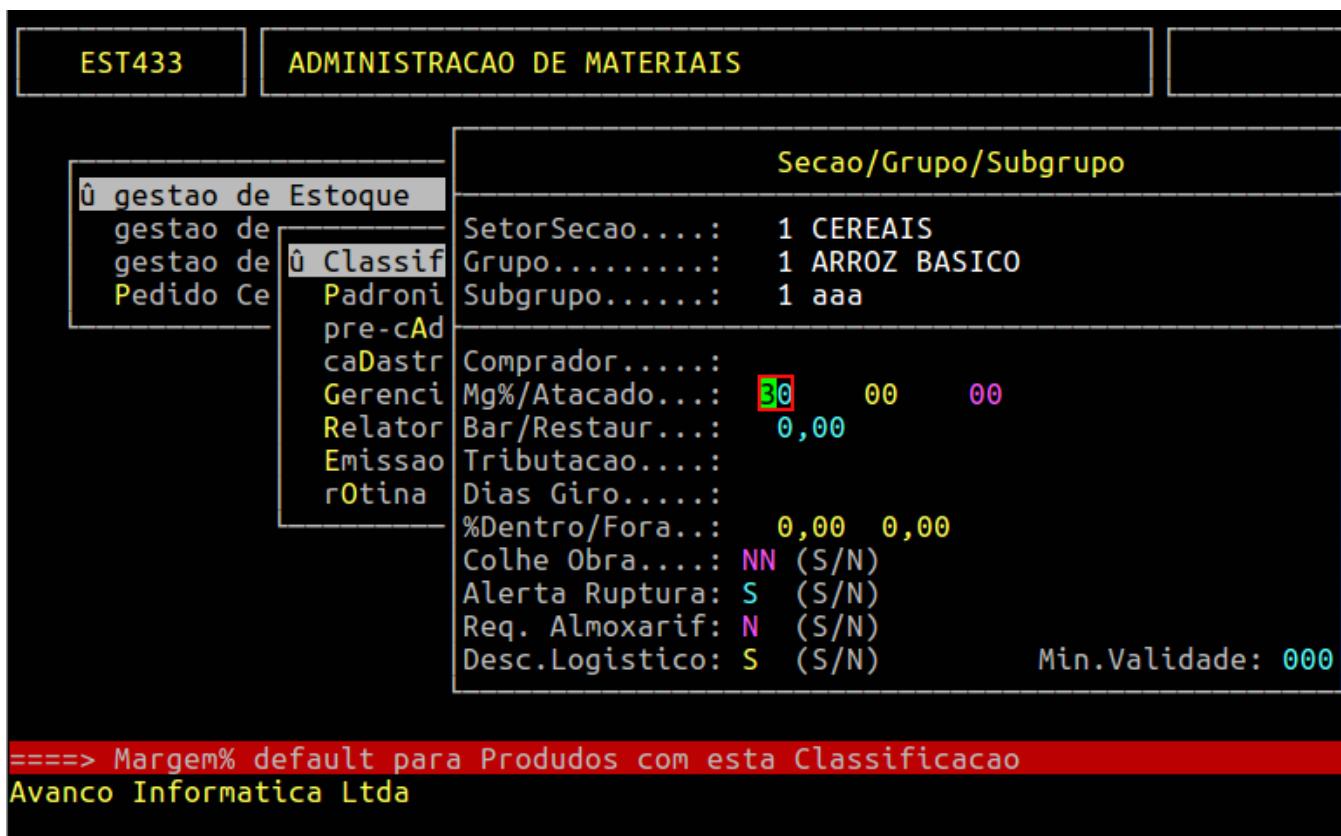 EST433 ADMINISTRACAO DE MATERIAIS
Secao/Grupo/Subgrupo
û gestao de Estoque
gestao de
gestao de
Pedido Ce
û Classif
Padroni
pre-cAd
caDastr
Gerenci
Relator
Emissao
rOtina
SetorSecao....: 1 CEREAIS
Grupo.........: 1 ARROZ BASICO
Subgrupo......: 1 aaa
Comprador.....:
Mg%/Atacado...: 30 00 00
Bar/Restaur...: 0,00
Tributacao....:
Dias Giro.....:
%Dentro/Fora..: 0,00 0,00
Colhe Obra....: NN (S/N)
Alerta Ruptura: S (S/N)
Req. Almoxarif: N (S/N)
Desc.Logistico: S (S/N) Min.Validade: 000
====> Margem% default para Produdos com esta Classificacao
Avanco Informatica Ltda